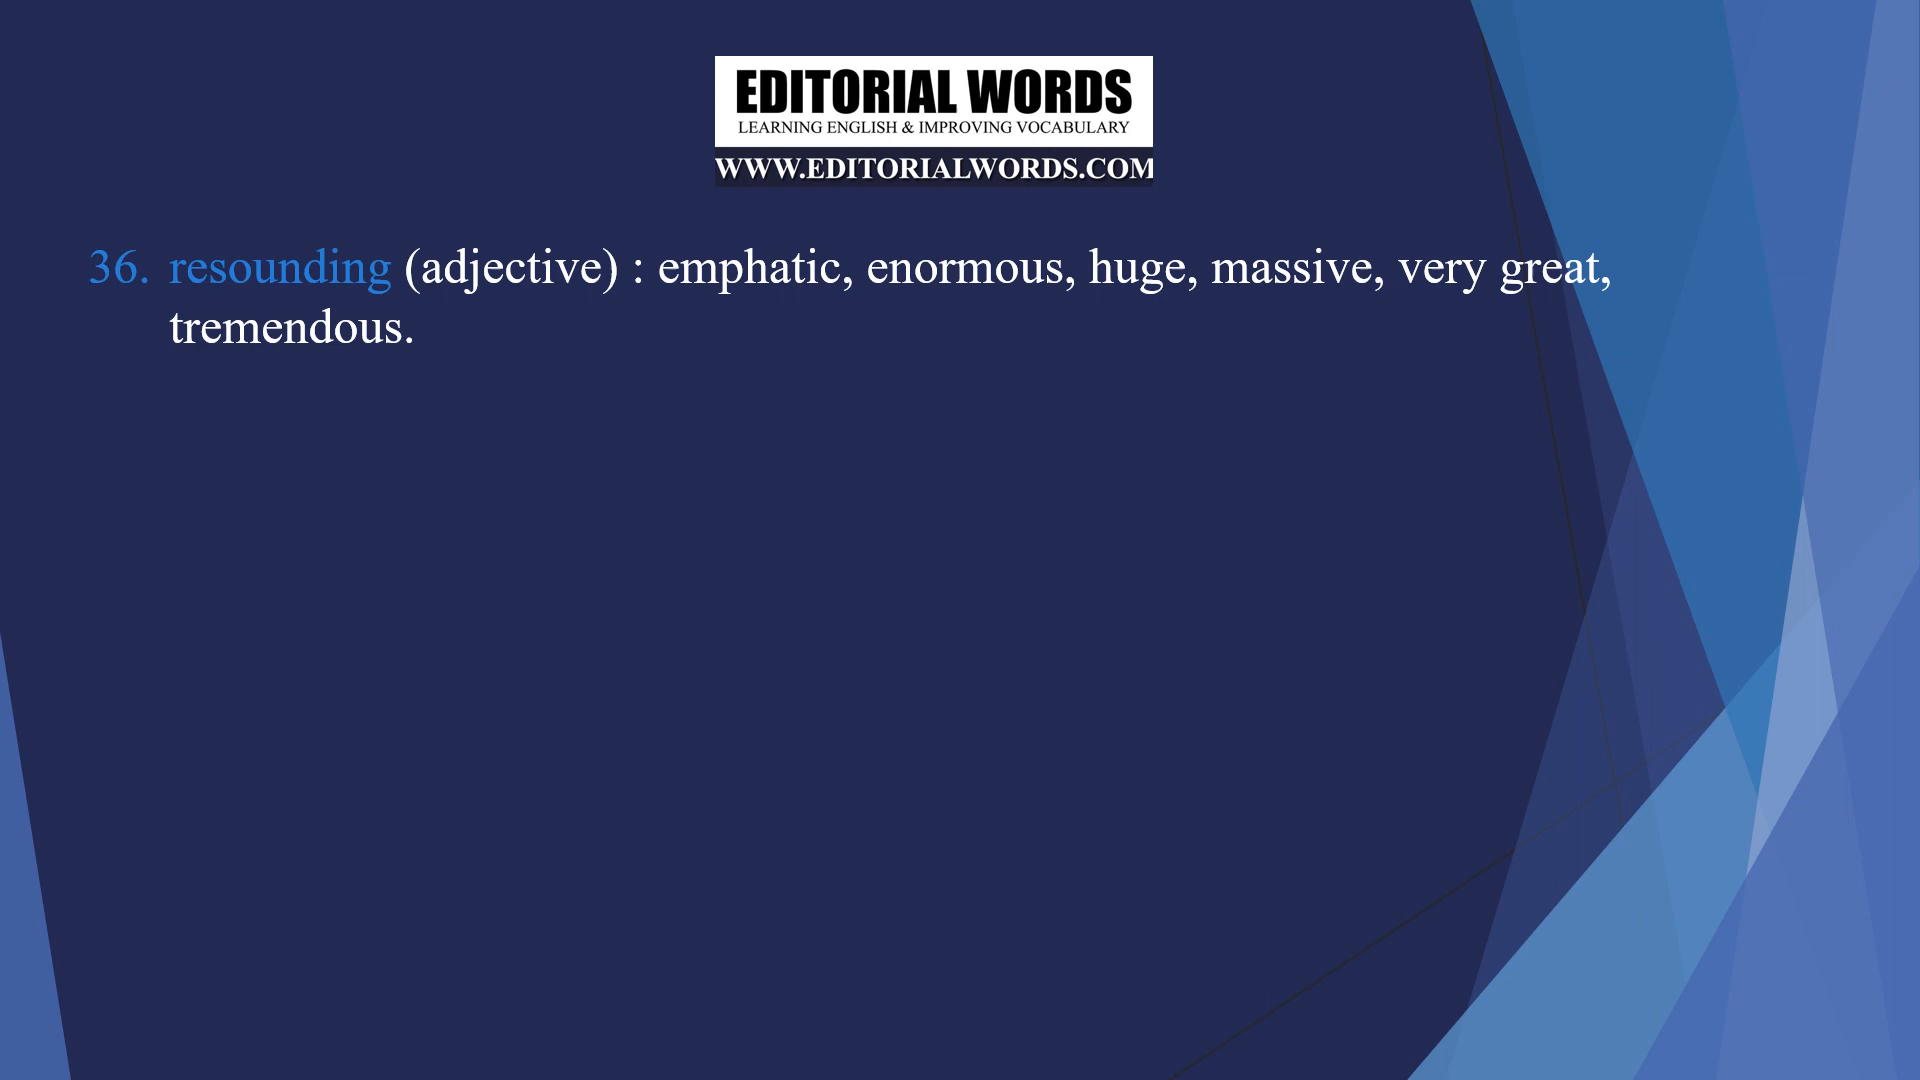 EDITORIAL WORDS
LEARNING ENGLISH & IMPROVING VOCABULARY
WWW.EDITORIALWORDS.COM
36. resounding (adjective) : emphatic, enormous, huge, massive, very great,
tremendous.